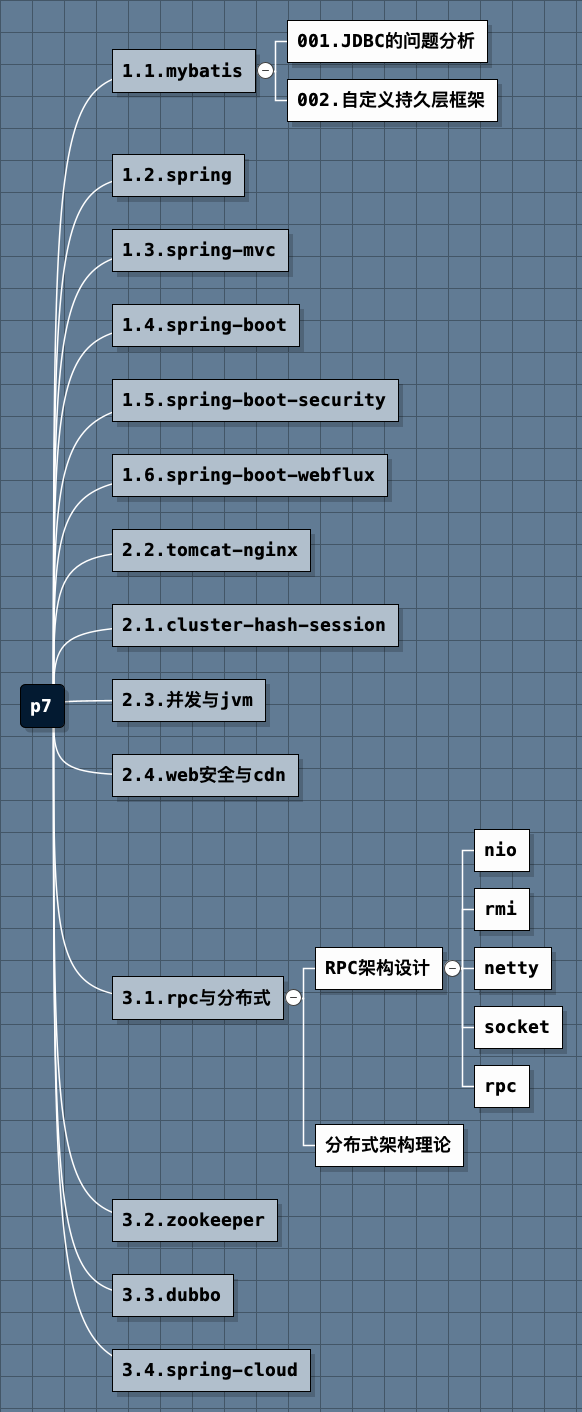 001.JDBC的问题分析
1.1.mybatis
002.自定义持久层框架
1.2.spring
1.3.spring-mvc
1.4.spring-boot
1.5.spring-boot-security
1.6.spring-boot-webflux
2.2.tomcat-nginx
2.1.cluster-hash-session
p7
2.3.并发与jvm
2.4.web安全与cdn
nio
rmi
RPC架构设计
netty
3.1.rpc与分布式
socket
rpc
分布式架构理论
3.2.zookeeper
3.3.dubbo
3.4.spring-cloud